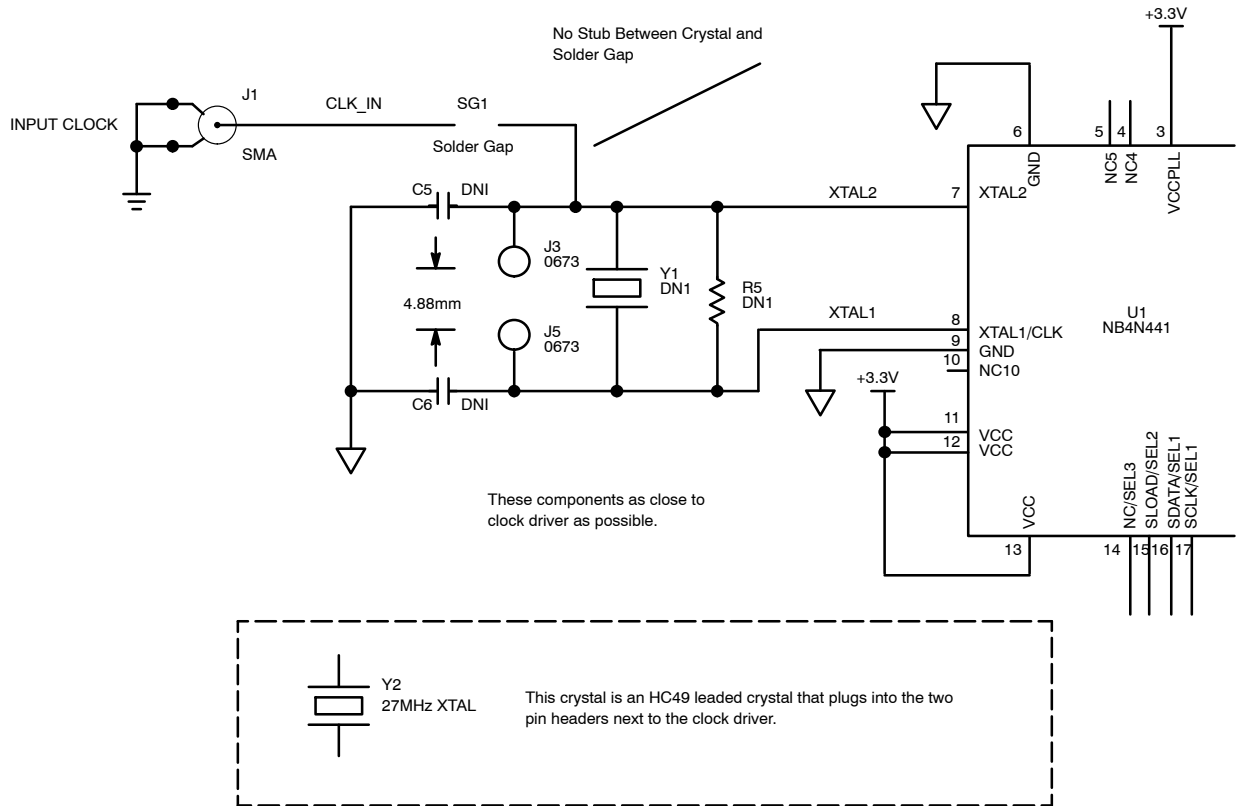 +3.3V
No Stub Between Crystal and
Solder Gap
J1
CLK_IN
SG1
INPUT CLOCK
SMA
Solder Gap
6
5
4
3
GND
NC5
NC4
VCCPLL
C5
DNI
XTAL2
7
XTAL2
J3
0673
Y1
DN1
R5
DN1
4.88mm
XTAL1
8
XTAL1/CLK
U1
NB4N441
J5
0673
9
GND
10
NC10
+3.3V
C6
DNI
11
VCC
12
VCC
These components as close to
clock driver as possible.
VCC
NC/SEL3
SLOAD/SEL2
SDATA/SEL1
SCLK/SEL1
13
14
15
16
17
Y2
27MHz XTAL
This crystal is an HC49 leaded crystal that plugs into the two
pin headers next to the clock driver.